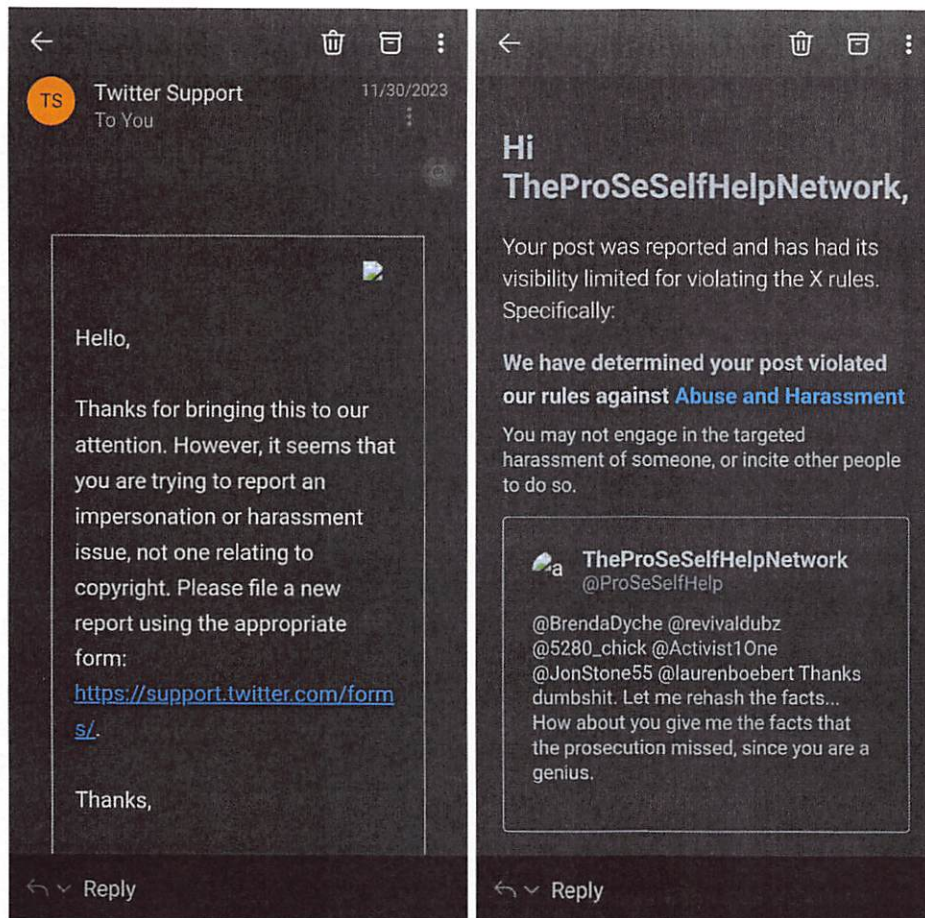 TS
Twitter Support
11/30/2023
To You
Hello,
Thanks for bringing this to our
attention. However, it seems that
you are trying to report an
impersonation or harassment
issue, not one relating to
copyright. Please file a new
report using the appropriate
form:
https://support.twitter.com/form
s/.
Thanks,
Reply
Hi
TheProSeSelfHelpNetwork,
Your post was reported and has had its
visibility limited for violating the X rules.
Specifically:
We have determined your post violated
our rules against Abuse and Harassment
You may not engage in the targeted
harassment of someone, or incite other people
to do so.
a
TheProSeSelfHelpNetwork
@ProSeSelfHelp
@BrendaDyche @revivaldubz
@5280_chick @Activist1One
@JonStone55 @laurenboebert Thanks
dumbshit. Let me rehash the facts...
How about you give me the facts that
the prosecution missed, since you are a
genius.
Reply